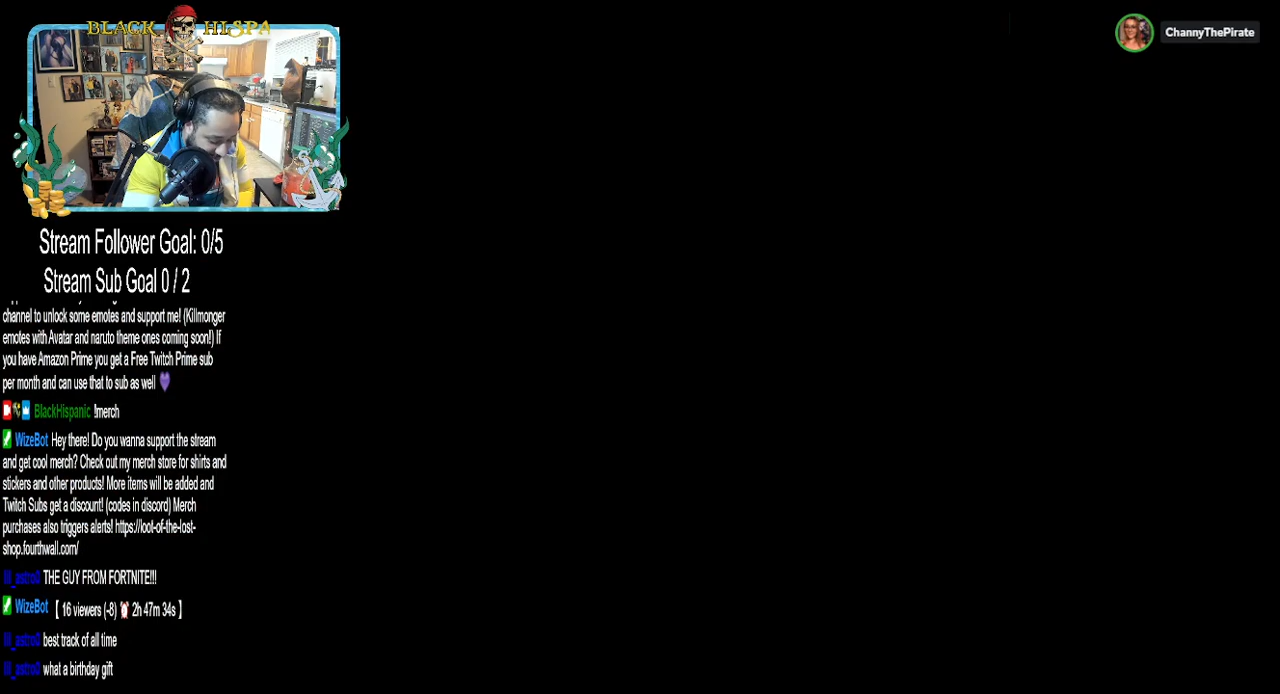 BLACK HISPA
ChannyThePirate
Stream Follower Goal: 0/5
Stream Sub Goal 0 / 2
channel to unlock some emotes and support me! (Killmonger
emotes with Avatar and naruto theme ones coming soon!) If
you have Amazon Prime you get a Free Twitch Prime sub
per month and can use that to sub as well
BlackHispanic !merch
WizeBot Hey there! Do you wanna support the stream
and get cool merch? Check out my merch store for shirts and
stickers and other products! More items will be added and
Twitch Subs get a discount! (codes in discord) Merch
purchases also triggers alerts! https://loot-of-the-lost-
shop.fourthwall.com/
THE GUY FROM FORTNITE!!!
WizeBot [ 16 viewers (-8) 2h 47m 34s ]
best track of all time
what a birthday gift